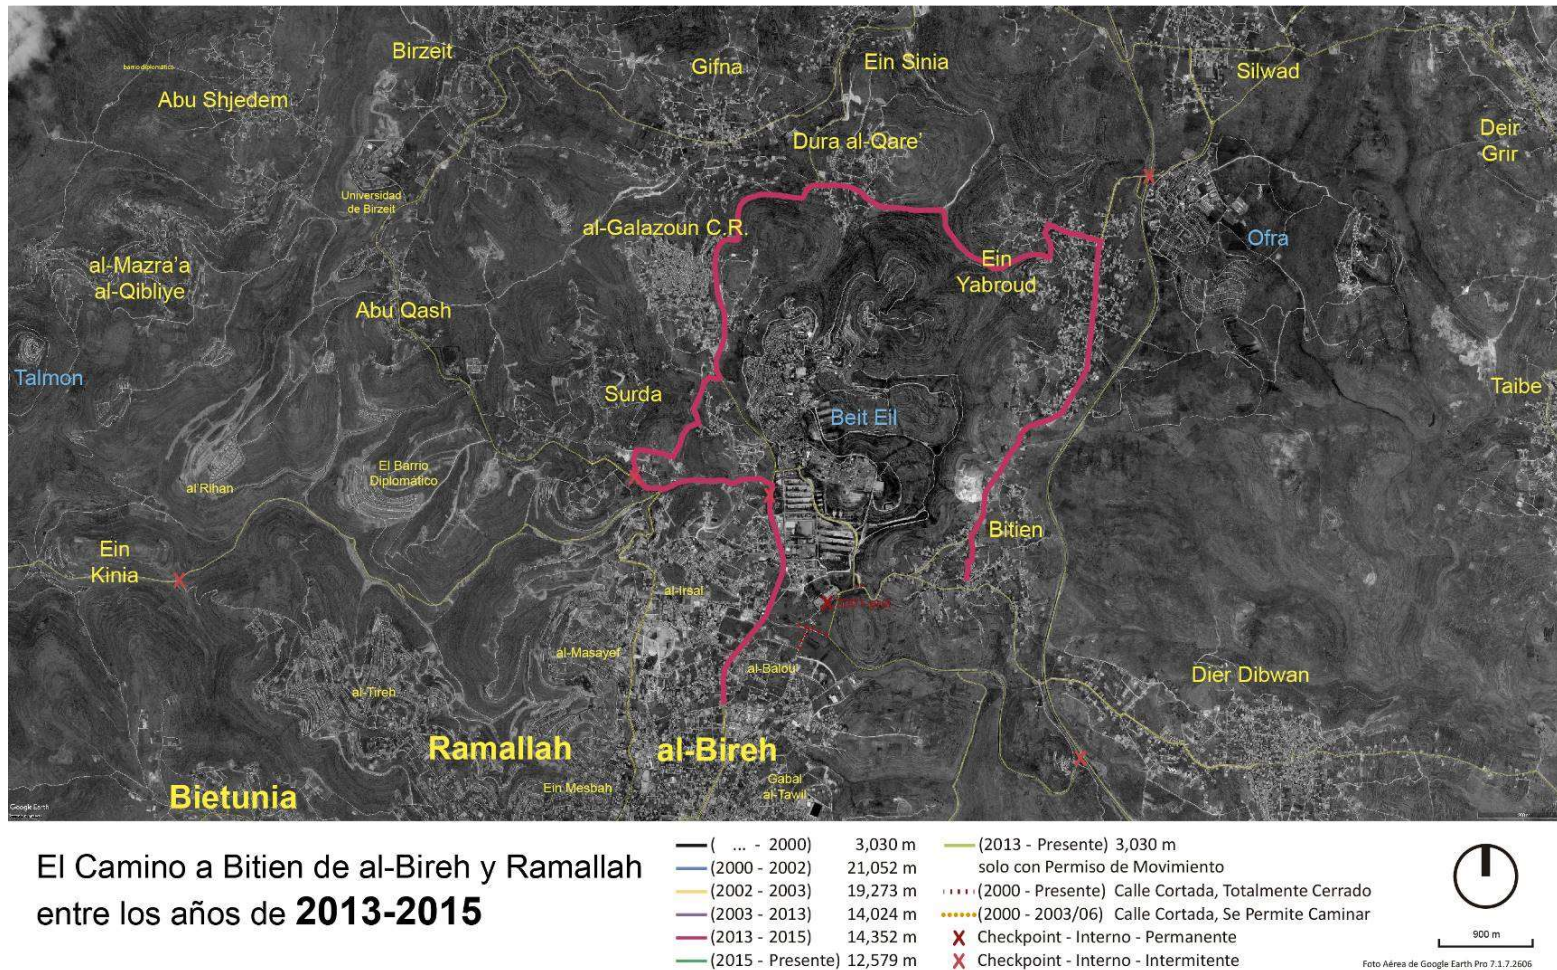 Birzeit
Gifna
Ein Sinia
Silwad
barrio diplomático
Abu Shjedem
Deir
Grir
Dura al-Qare'
Universidad
de Birzeit
al-Galazoun C.R.
Ofra
al-Mazra'a
al-Qibliye
Ein
Yabroud
Abu Qash
Talmon
Surda
Taibe
Beit Eil
al'Rihan
El Barrio
Diplomatico
Bitien
Ein
Kinia
al-Irsal
al-Masayef
al-Balou'
al-Tireh
Dier Dibwan
Ramallah
al-Bireh
Ein Mesbah
Gabal
al-Tawil
Bietunia
Google Earth
El Camino a Bitien de al-Bireh y Ramallah
entre los años de 2013-2015
( ... - 2000) 3,030 m
(2000 - 2002) 21,052 m
(2002 - 2003) 19,273 m
(2003 - 2013) 14,024 m
(2013 - 2015) 14,352 m
(2015 - Presente) 12,579 m
(2013 - Presente) 3,030 m
solo con Permiso de Movimiento
(2000 - Presente) Calle Cortada, Totalmente Cerrado
(2000 - 2003/06) Calle Cortada, Se Permite Caminar
X Checkpoint - Interno - Permanente
X Checkpoint - Interno - Intermitente
900 m
Foto Aérea de Google Earth Pro 7.1.7.2606